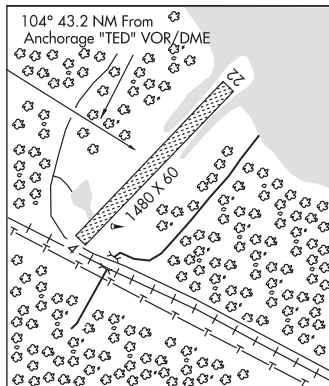 104° 43.2 NM From
Anchorage "TED" VOR/DME
22
1480 X 60
4
T
T
T
T
T
T